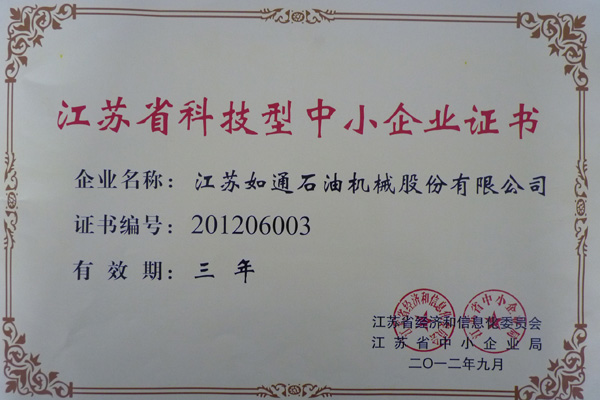 江苏省科技型中小企业证书
企业名称：江苏如通石油机械股份有限公司
证书编号：201206003
有效期：三年
江苏省经济和信息化委员会
江苏省中小企业局
二〇一二年九月